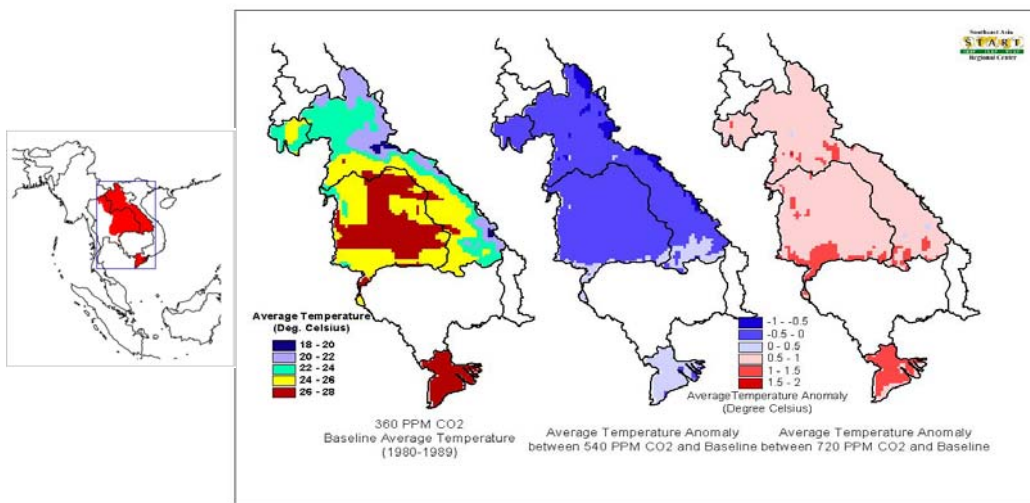 Southeast Asia
START
Regional Center
Average Temperature
(Deg. Celsius)
18 - 20
20 - 22
22 - 24
24 - 26
26 - 28
-1 - -0.5
-0.5 - 0
0 - 0.5
0.5 - 1
1 - 1.5
1.5 - 2
Average Temperature Anomaly
(Degree Celsius)
360 PPM CO2
Baseline Average Temperature
(1980-1989)
Average Temperature Anomaly
between 540 PPM CO2 and Baseline
Average Temperature Anomaly
between 720 PPM CO2 and Baseline